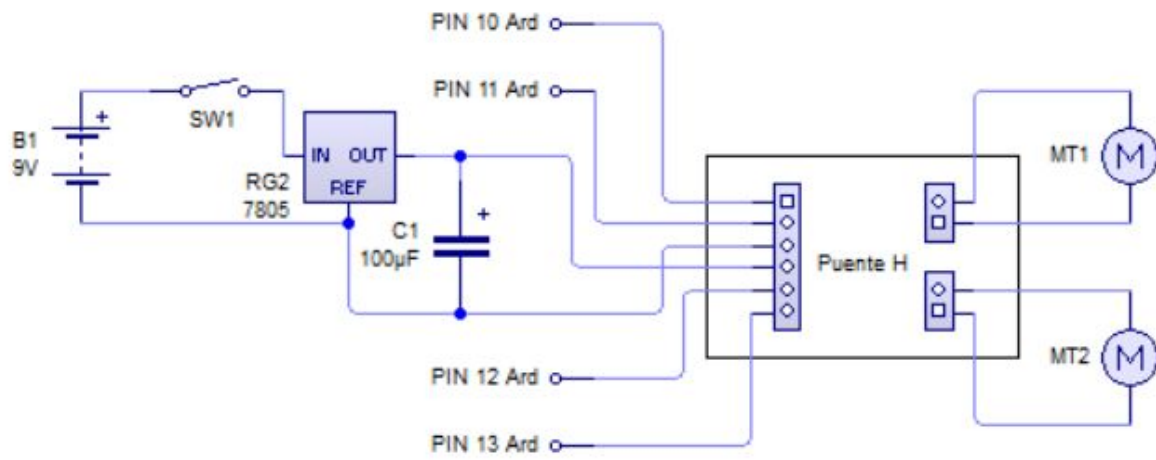 PIN 10 Ard
PIN 11 Ard
SW1
+
B1
9V
IN OUT
REF
RG2
7805
+
C1
100µF
Puente H
MT1
M
MT2
M
PIN 12 Ard
PIN 13 Ard